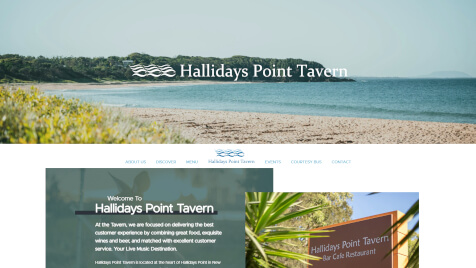 Hallidays Point Tavern
ABOUT US DISCOVER MENU Hallidays Point Tavern EVENTS COURTESY BUS CONTACT
Welcome To
Hallidays Point Tavern
At the Tavern, we are focused on delivering the best
customer experience by combining great food, exquisite
wines and beer, and matched with excellent customer
service. Your Live Music Destination.
Hallidays Point Tavern is located at the heart of Hallidays Point in New
Hallidays Point Tavern
Bar Cafe Restaurant